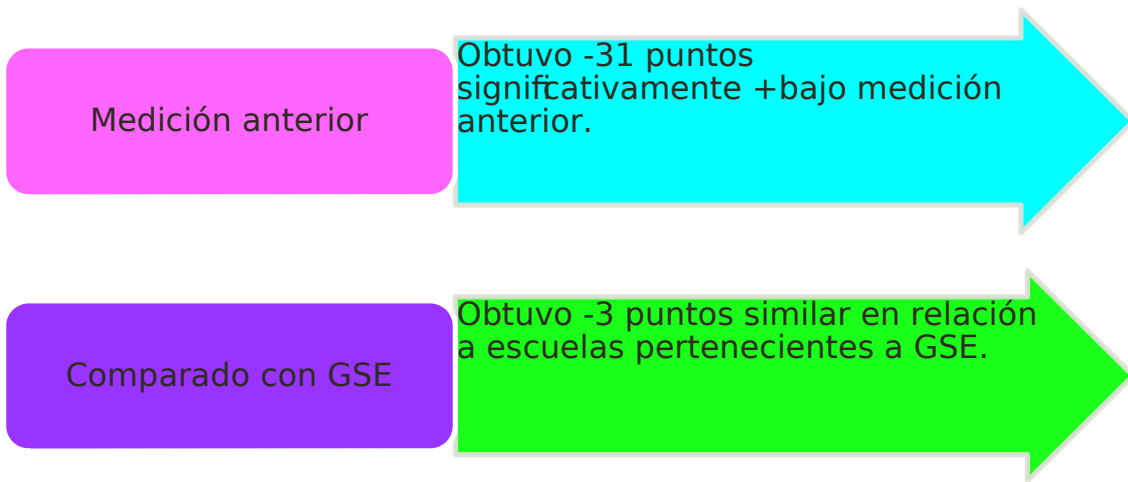 Medición anterior
Obtuvo -31 puntos
significativamente +bajo medición
anterior.
Comparado con GSE
Obtuvo -3 puntos similar en relación
a escuelas pertenecientes a GSE.